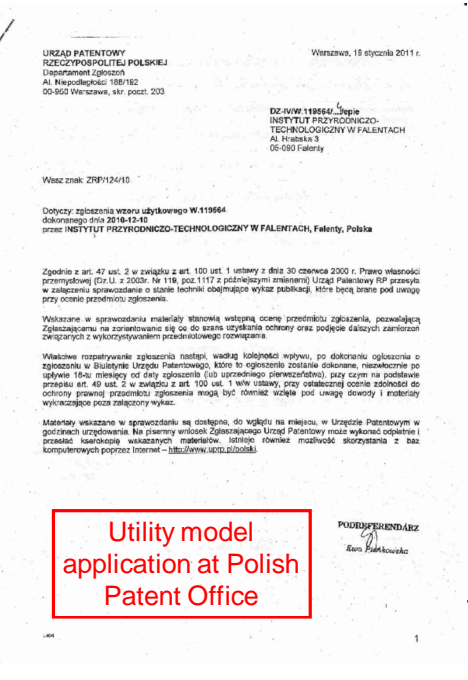 URZĄD PATENTOWY
RZECZYPOSPOLITEJ POLSKIEJ
Departament Zgłoszeń
Al. Niepodległości 188/192
00-950 Warszawa, skr. poczt. 203
Warszawa, 19 stycznia 2011 r.
DZ-IV/W.119564/ /epie
INSTYTUT PRZYRODNICZO-
TECHNOLOGICZNY W FALENTACH
Al. Hrabska 3
05-090 Falenty
Wasz znak: ZRP/124/10
Dotyczy: zgłoszenia wzoru użytkowego W.119564
dokonanego dnia 2010-12-10
przez INSTYTUT PRZYRODNICZO-TECHNOLOGICZNY W FALENTACH, Falenty, Polska
Zgodnie z art. 47 ust. 2 w związku z art. 100 ust. 1 ustawy z dnia 30 czerwca 2000 r. Prawo własności
przemysłowej (Dz.U. z 2003r. Nr 119, poz.1117 z późniejszymi zmianami) Urząd Patentowy RP przesyła
w załączeniu sprawozdanie o stanie techniki obejmujące wykaz publikacji, które będą brane pod uwagę
przy ocenie przedmiotu zgłoszenia.
Wskazane w sprawozdaniu materiały stanowią wstępną ocenę przedmiotu zgłoszenia, pozwalającą
Zgłaszającemu na zorientowanie się co do szans uzyskania ochrony oraz podjęcie dalszych zamierzeń
związanych z wykorzystywaniem przedmiotowego rozwiązania.
Właściwe rozpatrywanie zgłoszenia nastąpi, według kolejności wpływu, po dokonaniu ogłoszenia o
zgłoszeniu w Biuletynie Urzędu Patentowego, które to ogłoszenie zostanie dokonane, niezwłocznie po
upływie 18-tu miesięcy od daty zgłoszenia (lub uprzedniego pierwszeństwa), przy czym na podstawie
przepisu art. 49 ust. 2 w związku z art. 100 ust. 1 w/w ustawy, przy ostatecznej ocenie zdolności do
ochrony prawnej przedmiotu zgłoszenia mogą być również wzięte pod uwagę dowody i materiały
wykraczające poza załączony wykaz.
Materiały wskazane w sprawozdaniu są dostępne, do wglądu na miejscu, w Urzędzie Patentowym w
godzinach urzędowania. Na pisemny wniosek Zgłaszającego Urząd Patentowy może wykonać odpłatnie i
przesłać kserokopię wskazanych materiałów. Istnieje również możliwość skorzystania z baz
komputerowych poprzez Internet – http://www.uprp.pl/polski.
PODREFERENDARZ
Ewa Pieńkowska
Utility model
application at Polish
Patent Office
1